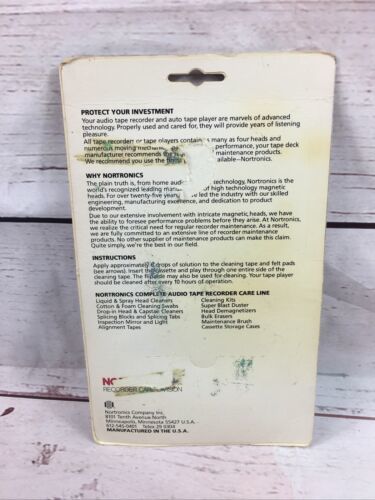 PROTECT YOUR INVESTMENT
Your audio tape recorder and auto tape player are marvels of advanced
technology. Properly used and cared for, they will provide years of listening
pleasure.
All tape recorders or tape players contain as many as four heads and
numerous moving performance, your tape deck
manufacturer recommends the maintenance products.
We recommend you use the available—Nortronics.
WHY NORTRONICS
The plain truth is, from home audio technology, Nortronics is the
world's recognized leading of high technology magnetic
heads. For over twenty-five years led the industry with our skilled
engineering, manufacturing excellence, and dedication to product
development.
Due to our extensive involvement with intricate magnetic heads, we have
the ability to foresee performance problems before they arise. At Nortronics,
we realize the critical need for regular recorder maintenance. As a result,
we are fully committed to an extensive line of recorder maintenance
products. No other supplier of maintenance products can make this claim.
Quite simply, we're the best in our field.
INSTRUCTIONS
Apply approximately drops of solution to the cleaning tape and felt pads
(see arrows). Insert the cassette and play through one entire side of the
cleaning tape. The flip side may also be used for cleaning. Your tape player
should be cleaned after every 10 hours of operation.
NORTRONICS COMPLETE AUDIO TAPE RECORDER CARE LINE
Liquid & Spray Head Cleaners Cleaning Kits
Cotton & Foam Cleaning Swabs Super Blast Duster
Drop-in Head & Capstan Cleaners Head Demagnetizers
Splicing Blocks and Splicing Tabs Bulk Erasers
Inspection Mirror and Light Maintenance Brush
Alignment Tapes Cassette Storage Cases
RECORDER CARE DIVISION
Nortronics Company Inc.
8101 Tenth Avenue North
Minneapolis, Minnesota 55427 U.S.A.
612-545-0401 Telex 29 0304
MANUFACTURED IN THE U.S.A.